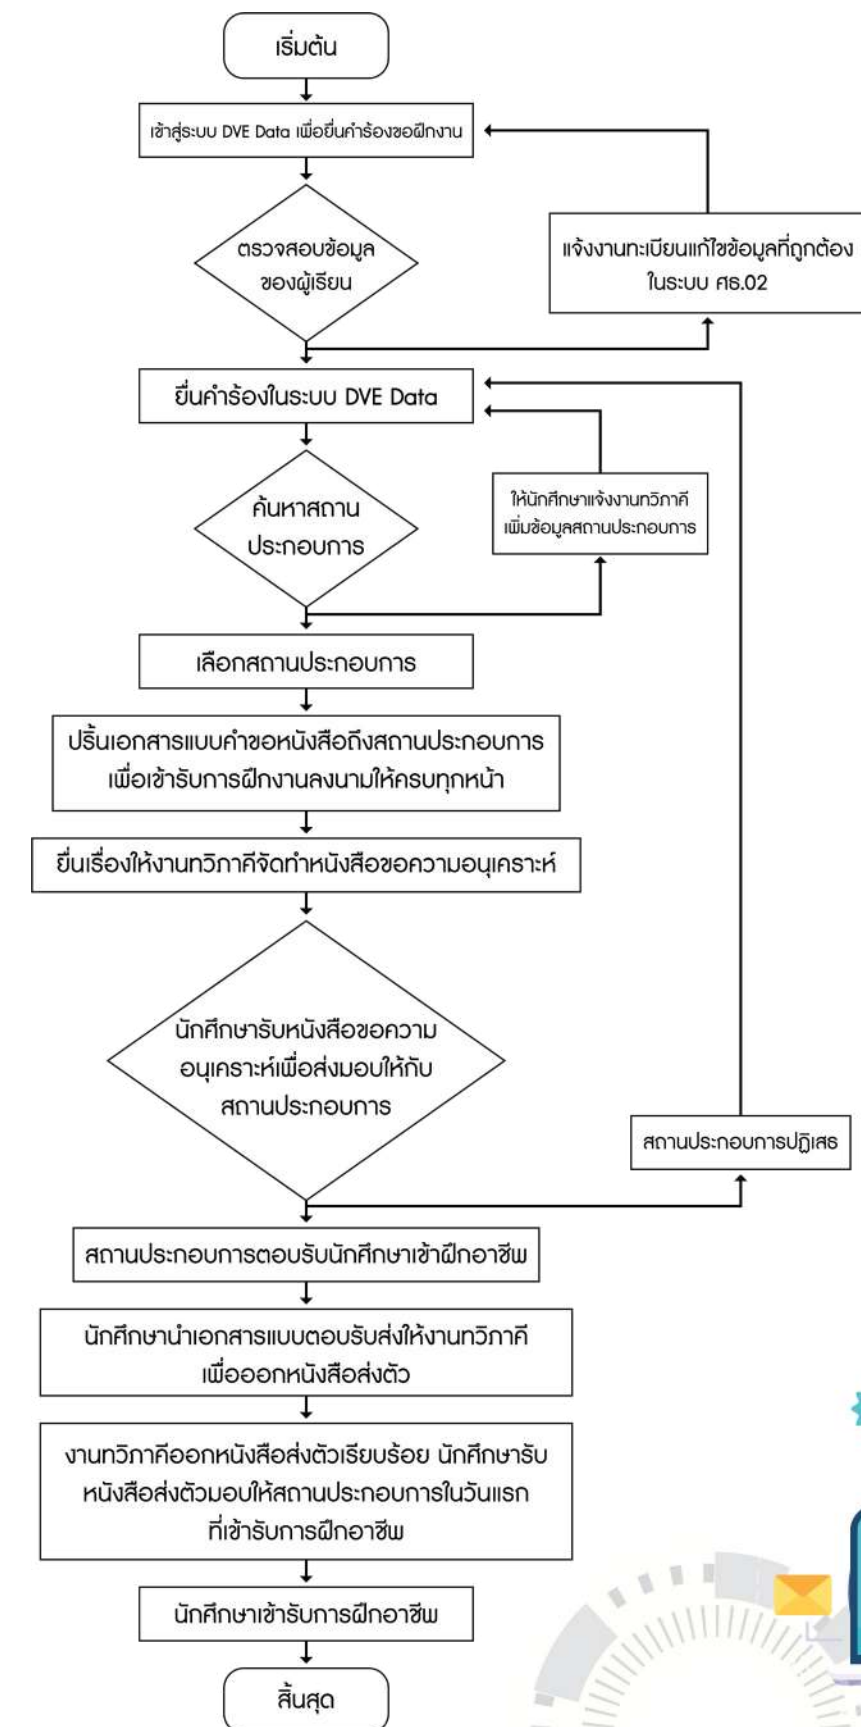 เริ่มต้น
เข้าสู่ระบบ DVE Data เพื่อยื่นคำร้องขอฝึกงาน
ตรวจสอบข้อมูล
ของผู้เรียน
แจ้งงานทะเบียนแก้ไขข้อมูลที่ถูกต้อง
ในระบบ ศธ.02
ยื่นคำร้องในระบบ DVE Data
ค้นหาสถาน
ประกอบการ
ให้นักศึกษาแจ้งงานทวิภาคี
เพิ่มข้อมูลสถานประกอบการ
เลือกสถานประกอบการ
ปริ้นเอกสารแบบคำขอหนังสือถึงสถานประกอบการ
เพื่อเข้ารับการฝึกงานลงนามให้ครบทุกหน้า
ยื่นเรื่องให้งานทวิภาคีจัดทำหนังสือขอความอนุเคราะห์
นักศึกษารับหนังสือขอความ
อนุเคราะห์เพื่อส่งมอบให้กับ
สถานประกอบการ
สถานประกอบการปฏิเสธ
สถานประกอบการตอบรับนักศึกษาเข้าฝึกอาชีพ
นักศึกษานำเอกสารแบบตอบรับส่งให้งานทวิภาคี
เพื่อออกหนังสือส่งตัว
งานทวิภาคีออกหนังสือส่งตัวเรียบร้อย นักศึกษารับ
หนังสือส่งตัวมอบให้สถานประกอบการในวันแรก
ที่เข้ารับการฝึกอาชีพ
นักศึกษาเข้ารับการฝึกอาชีพ
สิ้นสุด